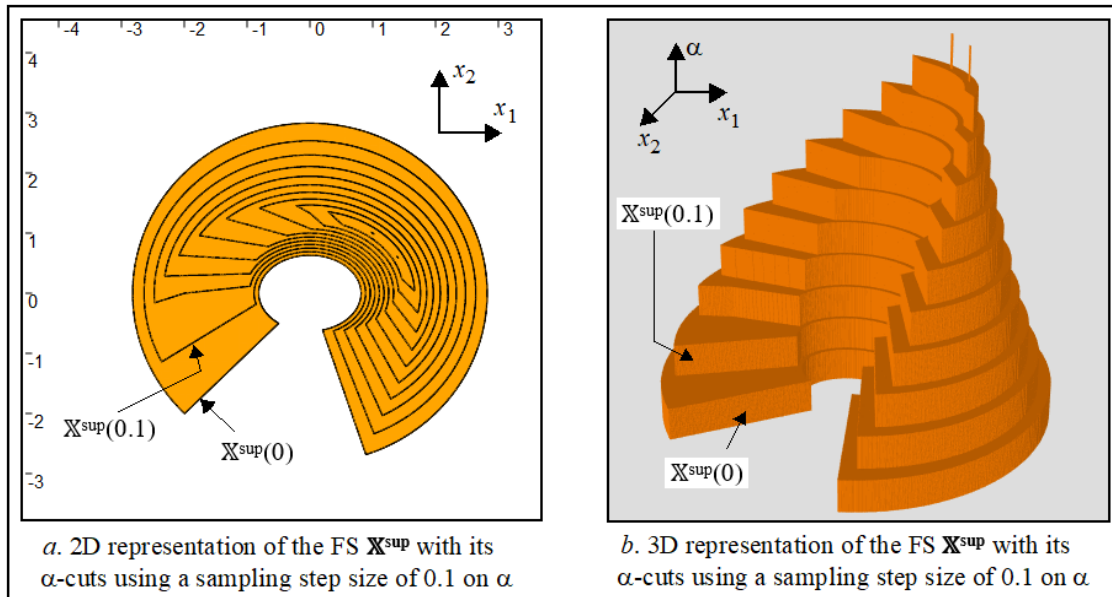 -4 -3 -2 -1 0 1 2 3
4
3
2
1
0
-1
-2
-3
x₂
x₁
𝕏ˢᵘᵖ(0.1)
𝕏ˢᵘᵖ(0)
a. 2D representation of the FS 𝕏ˢᵘᵖ with its
α-cuts using a sampling step size of 0.1 on α
α
x₁
x₂
𝕏ˢᵘᵖ(0.1)
𝕏ˢᵘᵖ(0)
b. 3D representation of the FS 𝕏ˢᵘᵖ with its
α-cuts using a sampling step size of 0.1 on α